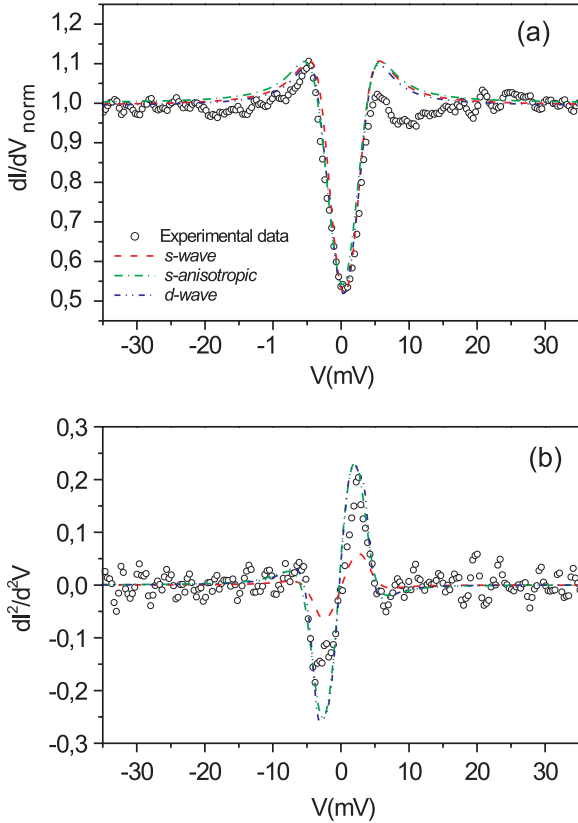 (a)
dI/dV norm
1,2
1,1
1,0
0,9
0,8
0,7
0,6
0,5
Experimental data
s-wave
s-anisotropic
d-wave
-30 -20 -1 0 10 20 30
V(mV)
(b)
dI²/d²V
0,3
0,2
0,1
0,0
-0,1
-0,2
-0,3
-30 -20 -10 0 10 20 30
V(mV)